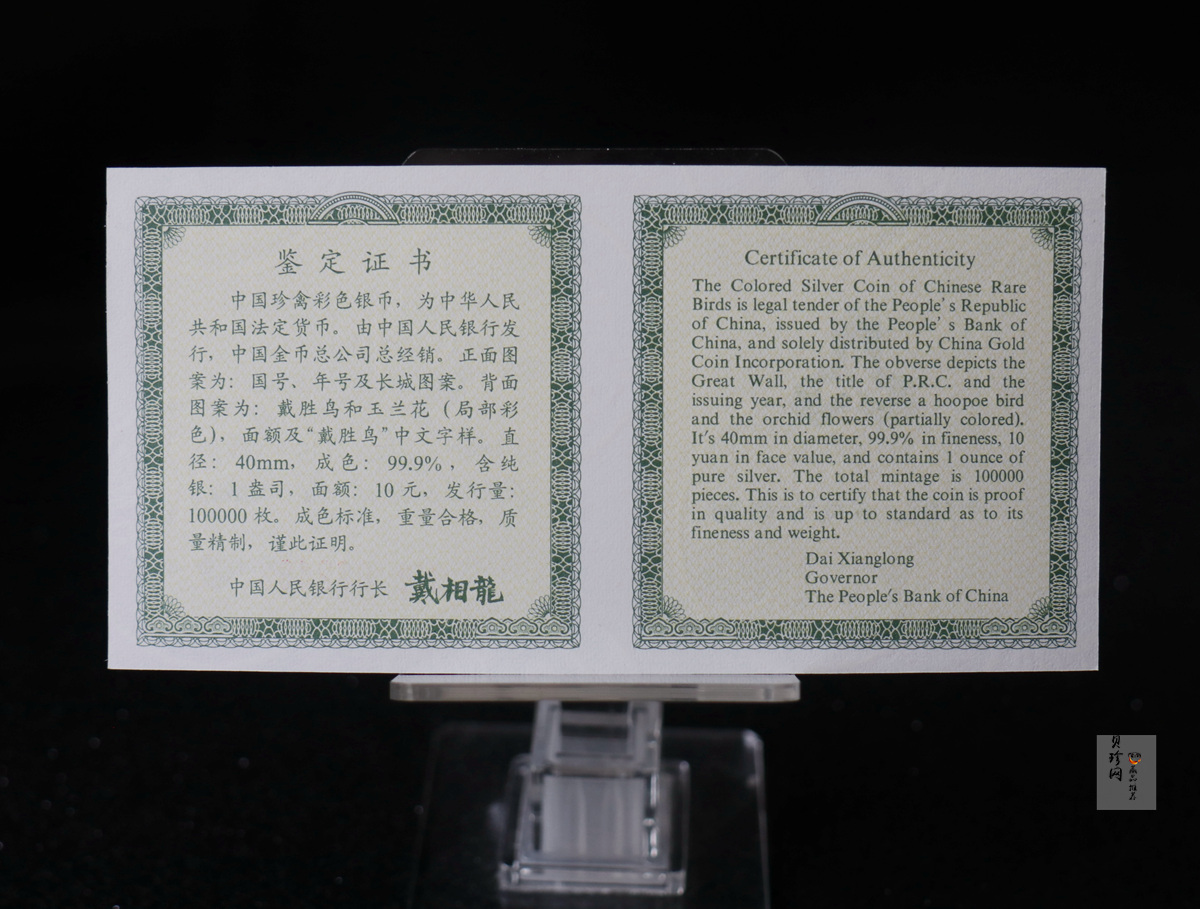 鉴定证书
中国珍禽彩色银币，为中华人民
共和国法定货币。由中国人民银行发
行，中国金币总公司总经销。正面图
案为：国号、年号及长城图案。背面
图案为：戴胜鸟和玉兰花（局部彩
色），面额及“戴胜鸟”中文字样。直
径：40mm，成色：99.9%，含纯
银：1盎司，面额：10元，发行量：
100000枚。成色标准，重量合格，质
量精制，谨此证明。
中国人民银行行长 戴相龍
Certificate of Authenticity
The Colored Silver Coin of Chinese Rare
Birds is legal tender of the People's Republic
of China, issued by the People's Bank of
China, and solely distributed by China Gold
Coin Incorporation. The obverse depicts the
Great Wall, the title of P.R.C. and the
issuing year, and the reverse a hoopoe bird
and the orchid flowers (partially colored).
It's 40mm in diameter, 99.9% in fineness, 10
yuan in face value, and contains 1 ounce of
pure silver. The total mintage is 100000
pieces. This is to certify that the coin is proof
in quality and is up to standard as to its
fineness and weight.
Dai Xianglong
Governor
The People's Bank of China
贝珍网